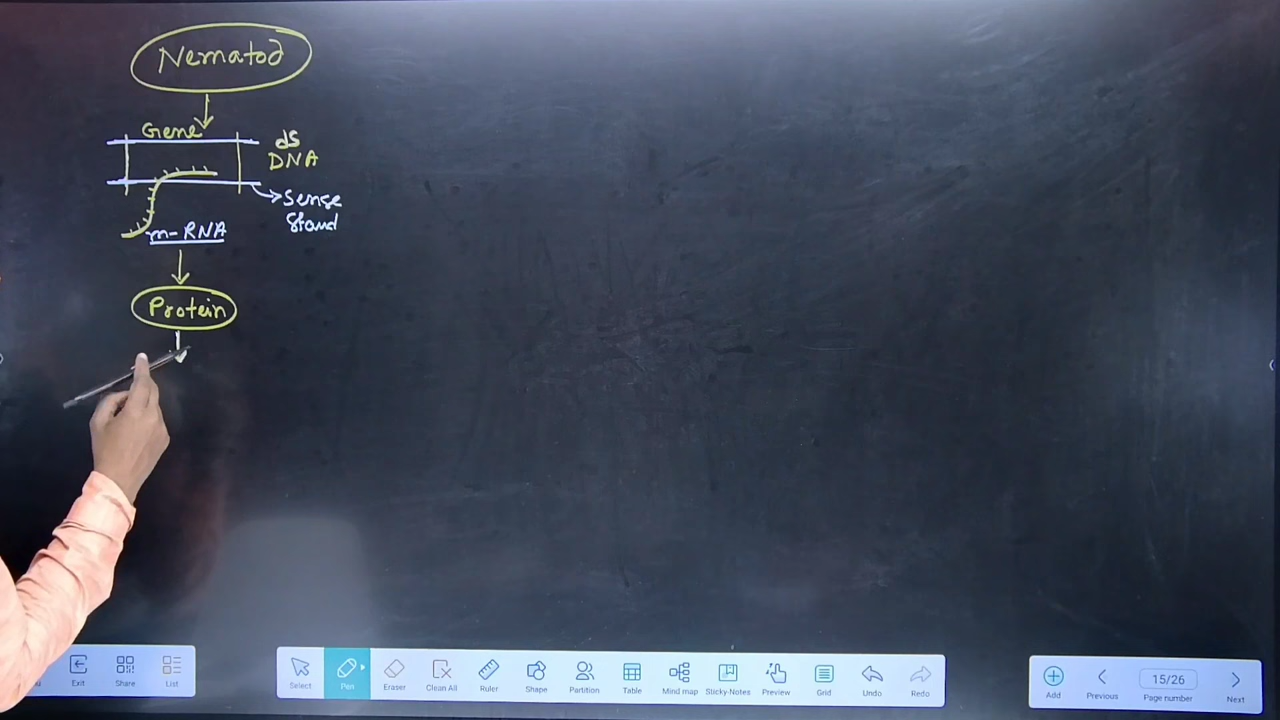 Nematod
Gene
ds
DNA
Sense
Stand
m-RNA
Protein
Exit
Share
List
Select
Pen
Eraser
Clean All
Ruler
Shape
Partition
Table
Mind map
Sticky-Notes
Preview
Grid
Undo
Redo
Add
Previous
15/26
Page number
Next